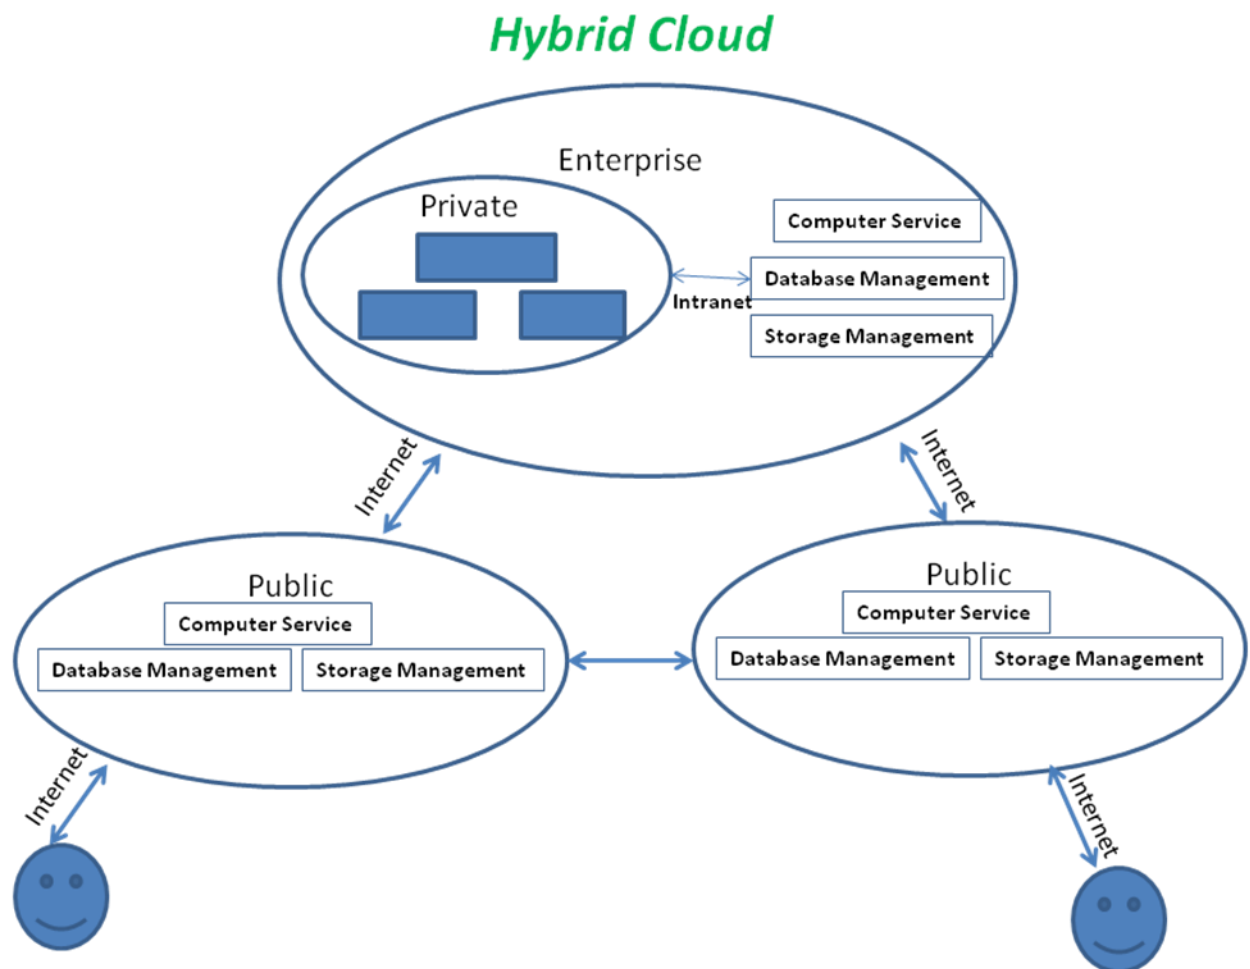 Hybrid Cloud
Enterprise
Private
Computer Service
Database Management
Intranet
Storage Management
Internet
Internet
Public
Computer Service
Database Management
Storage Management
Public
Computer Service
Database Management
Storage Management
Internet
Internet